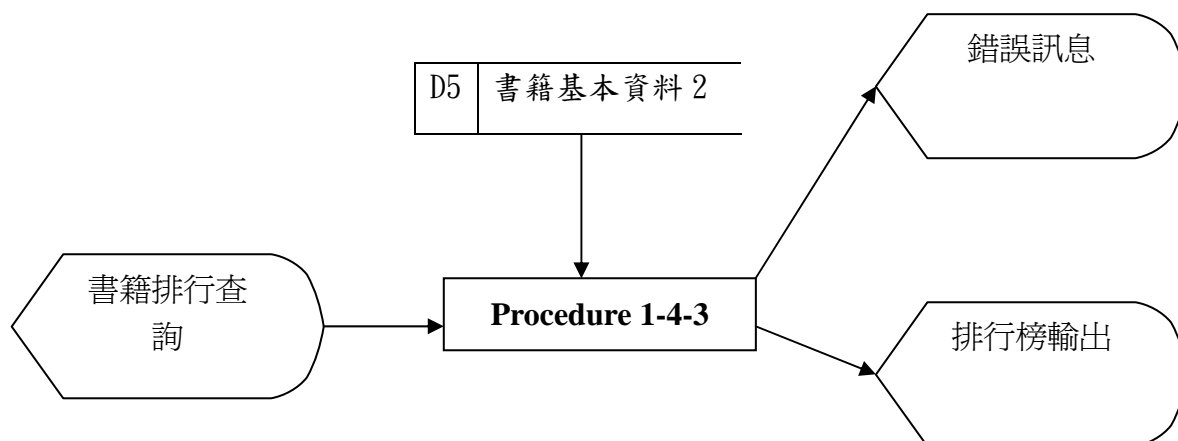 錯誤訊息
D5 書籍基本資料 2
書籍排行查
詢
Procedure 1-4-3
排行榜輸出